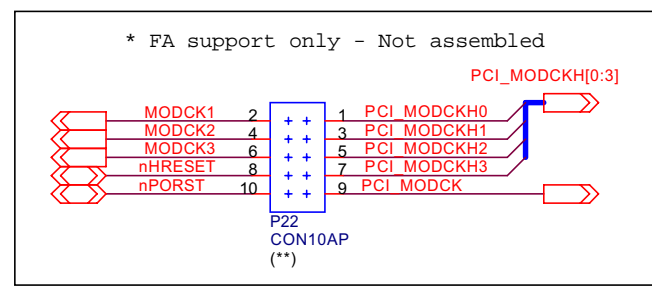 * FA support only - Not assembled
PCI_MODCKH[0:3]
MODCK1 2 1 PCI_MODCKH0
MODCK2 4 3 PCI_MODCKH1
MODCK3 6 5 PCI_MODCKH2
nHRESET 8 7 PCI_MODCKH3
nPORST 10 9 PCI_MODCK
P22
CON10AP
(**)